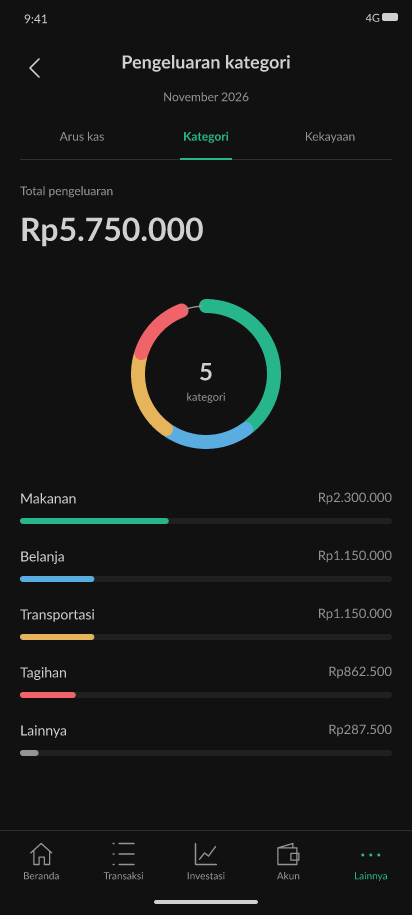 9:41
4G
Pengeluaran kategori
November 2026
Arus kas
Kategori
Kekayaan
Total pengeluaran
Rp5.750.000
5
kategori
Makanan
Rp2.300.000
Belanja
Rp1.150.000
Transportasi
Rp1.150.000
Tagihan
Rp862.500
Lainnya
Rp287.500
Beranda
Transaksi
Investasi
Akun
Lainnya